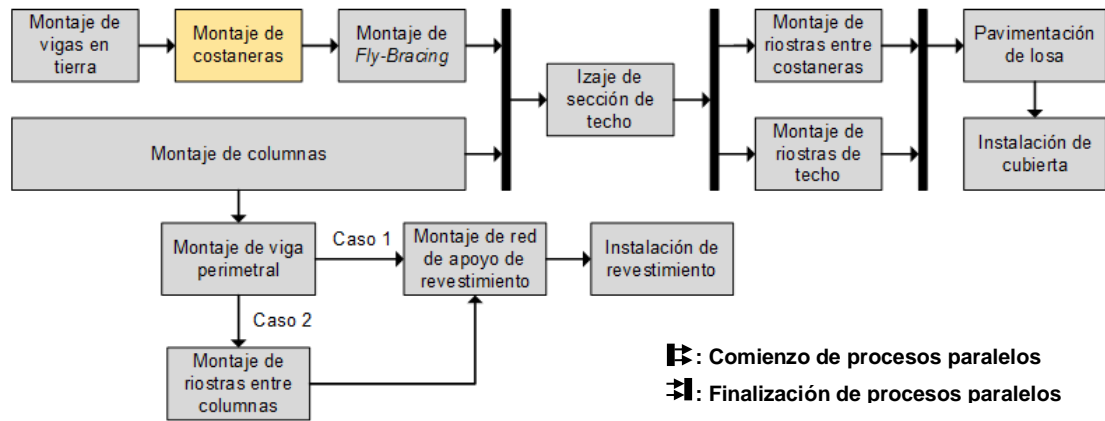 Montaje de
vigas en
tierra
Montaje de
costaneras
Montaje de
Fly-Bracing
Izaje de
sección de
techo
Montaje de
riostras entre
costaneras
Pavimentación
de losa
Montaje de columnas
Montaje de
riostras de
techo
Instalación de
cubierta
Montaje de viga
perimetral
Caso 1
Montaje de red
de apoyo de
revestimiento
Instalación de
revestimiento
Caso 2
Montaje de
riostras entre
columnas
: Comienzo de procesos paralelos
: Finalización de procesos paralelos